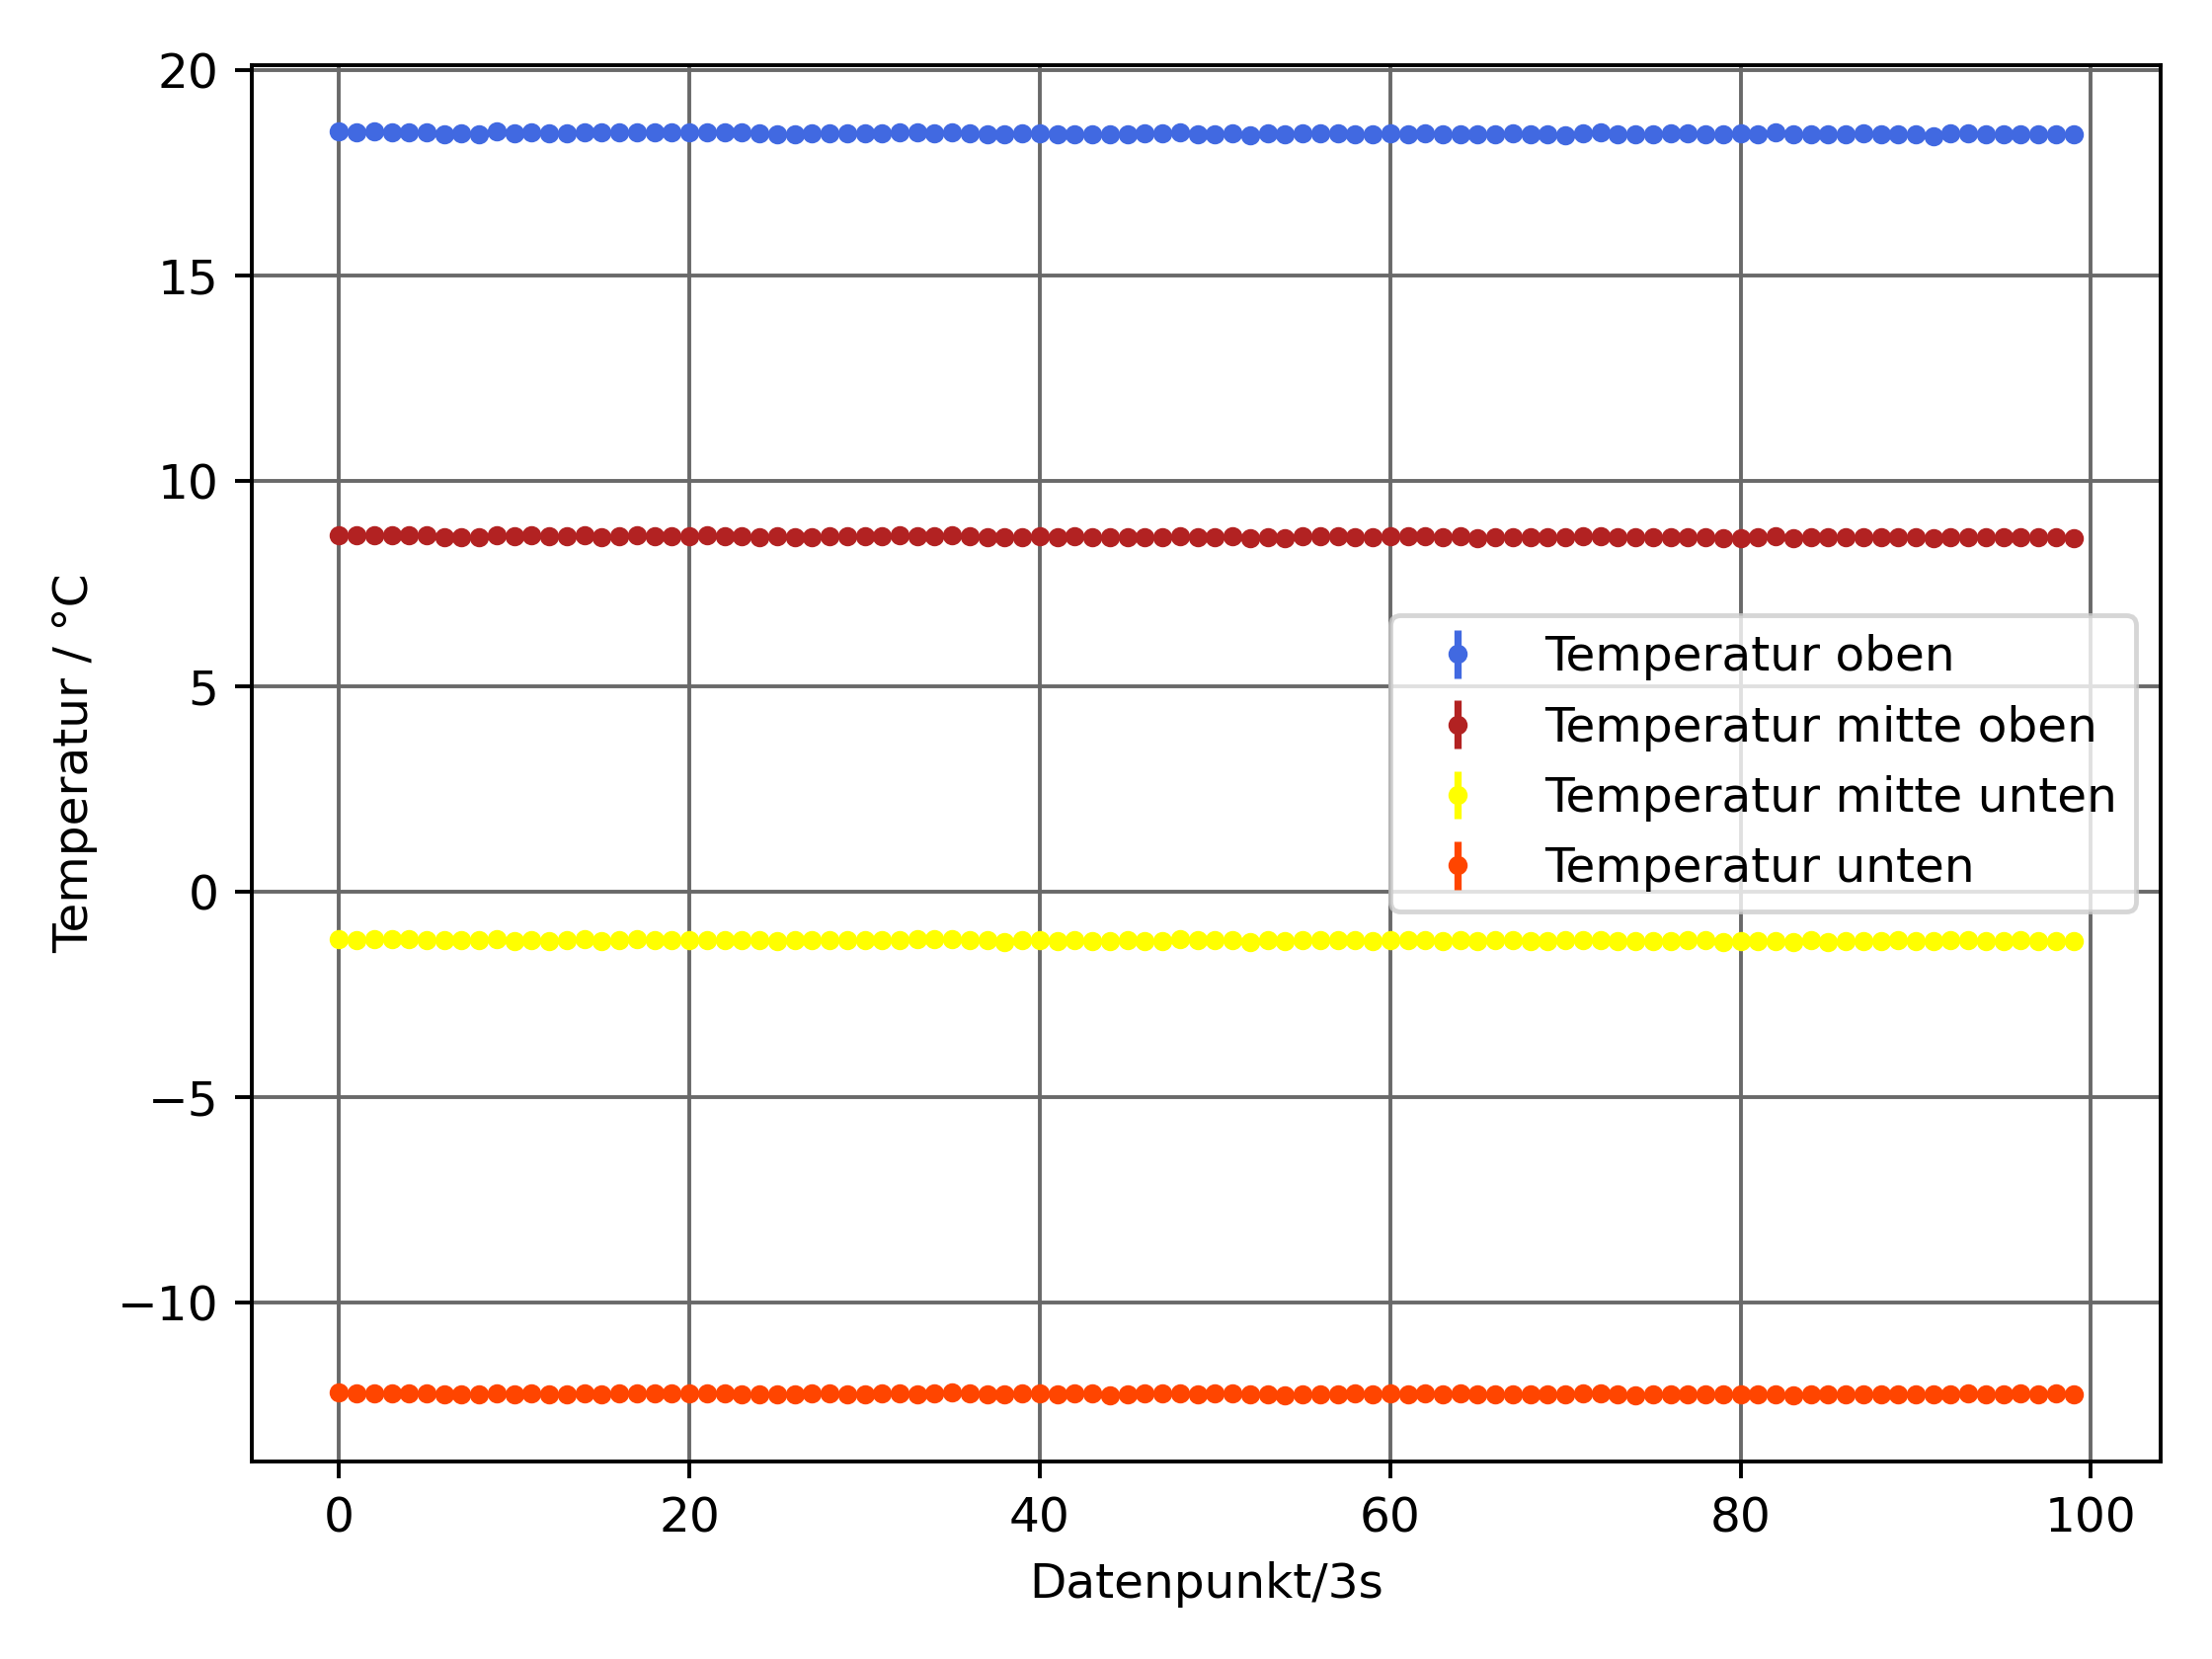 20
15
10
5
0
−5
−10
Temperatur / °C
Temperatur oben
Temperatur mitte oben
Temperatur mitte unten
Temperatur unten
0 20 40 60 80 100
Datenpunkt/3s